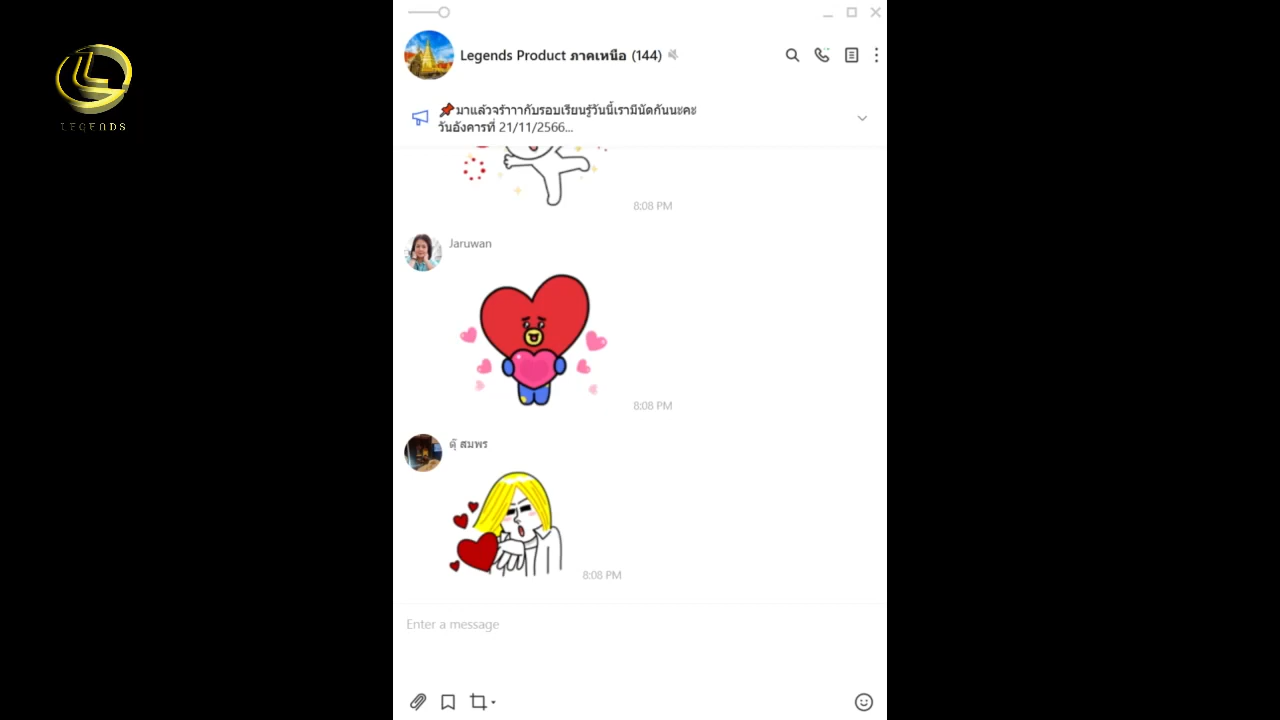 LEGENDS
Legends Product ภาคเหนือ (144)
📌มาแล้วจร้าาากับรอบเรียนรู้วันนี้เรามีนัดกันนะคะ
วันอังคารที่ 21/11/2566...
8:08 PM
Jaruwan
8:08 PM
ดุ๊ สมพร
8:08 PM
Enter a message